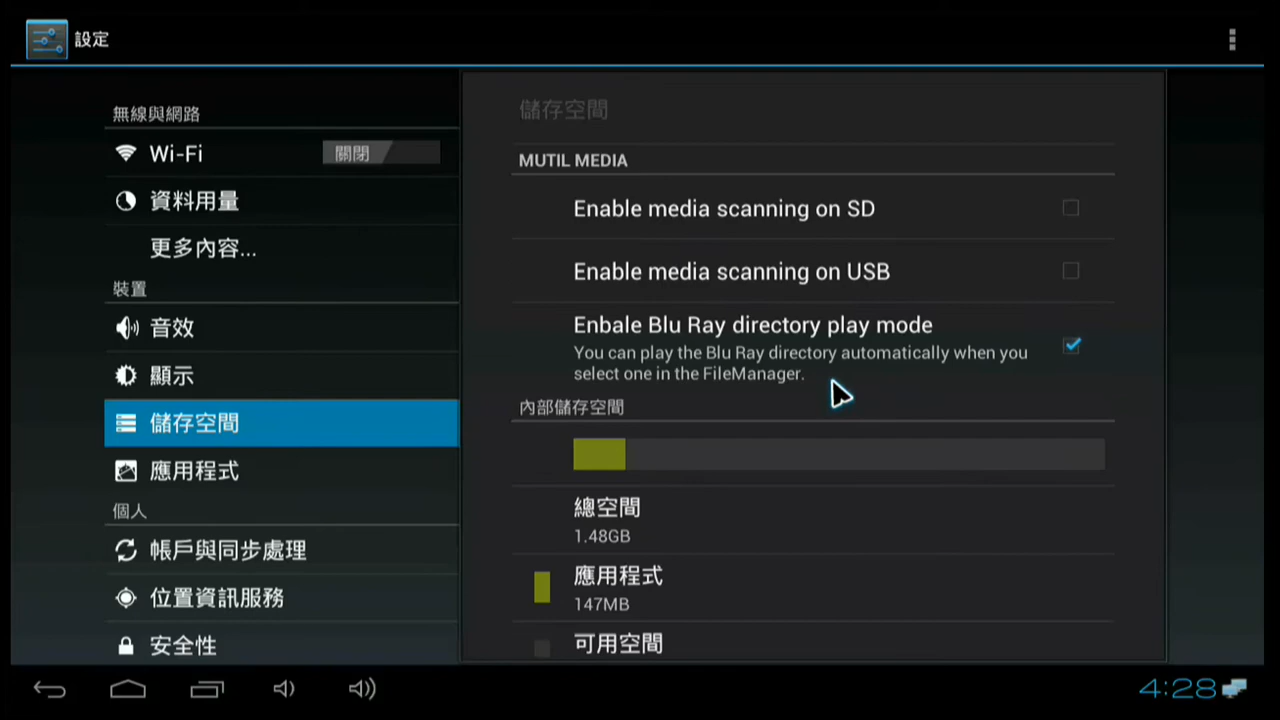 設定
無線與網路
Wi-Fi
關閉
資料用量
更多內容...
裝置
音效
顯示
儲存空間
應用程式
個人
帳戶與同步處理
位置資訊服務
安全性
儲存空間
MUTIL MEDIA
Enable media scanning on SD
Enable media scanning on USB
Enbale Blu Ray directory play mode
You can play the Blu Ray directory automatically when you
select one in the FileManager.
內部儲存空間
總空間
1.48GB
應用程式
147MB
可用空間
4:28